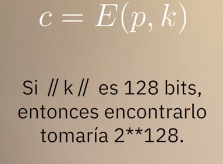 c = E(p, k)
Si // k // es 128 bits,
entonces encontrarlo
tomaría 2**128.